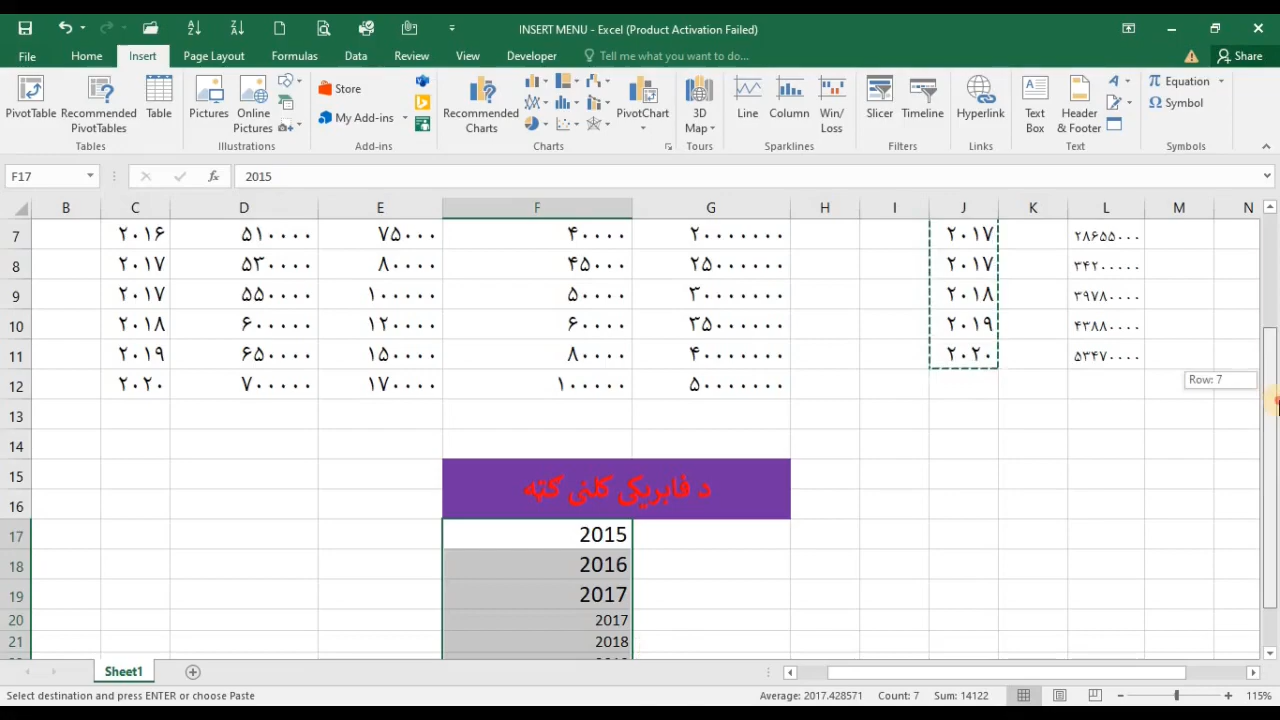 INSERT MENU - Excel (Product Activation Failed)
File Home Insert Page Layout Formulas Data Review View Developer Tell me what you want to do... Share
PivotTable Recommended PivotTables Table Pictures Online Pictures Store My Add-ins Recommended Charts PivotChart 3D Map Line Column Win/Loss Slicer Timeline Hyperlink Text Box Header & Footer Equation Symbol
Tables Illustrations Add-ins Charts Tours Sparklines Filters Links Text Symbols
F17 fx 2015
B C D E F G H I J K L M N
7 ۲۰۱۶ ۵۱۰۰۰۰ ۷۵۰۰۰ ۴۰۰۰۰ ۲۰۰۰۰۰۰۰ ۲۰۱۷ ۲۸۶۵۵۰۰۰
8 ۲۰۱۷ ۵۳۰۰۰۰ ۸۰۰۰۰ ۴۵۰۰۰ ۲۵۰۰۰۰۰۰ ۲۰۱۷ ۳۴۲۰۰۰۰۰
9 ۲۰۱۷ ۵۵۰۰۰۰ ۱۰۰۰۰۰ ۵۰۰۰۰ ۳۰۰۰۰۰۰۰ ۲۰۱۸ ۳۹۷۸۰۰۰۰
10 ۲۰۱۸ ۶۰۰۰۰۰ ۱۲۰۰۰۰ ۶۰۰۰۰ ۳۵۰۰۰۰۰۰ ۲۰۱۹ ۴۳۸۸۰۰۰۰
11 ۲۰۱۹ ۶۵۰۰۰۰ ۱۵۰۰۰۰ ۸۰۰۰۰ ۴۰۰۰۰۰۰۰ ۲۰۲۰ ۵۳۴۷۰۰۰۰
12 ۲۰۲۰ ۷۰۰۰۰۰ ۱۷۰۰۰۰ ۱۰۰۰۰۰ ۵۰۰۰۰۰۰۰
Row: 7
13
14
15
د فابریکی کلنی کټه
16
17 2015
18 2016
19 2017
20 2017
21 2018
Sheet1
Select destination and press ENTER or choose Paste Average: 2017.428571 Count: 7 Sum: 14122 115%